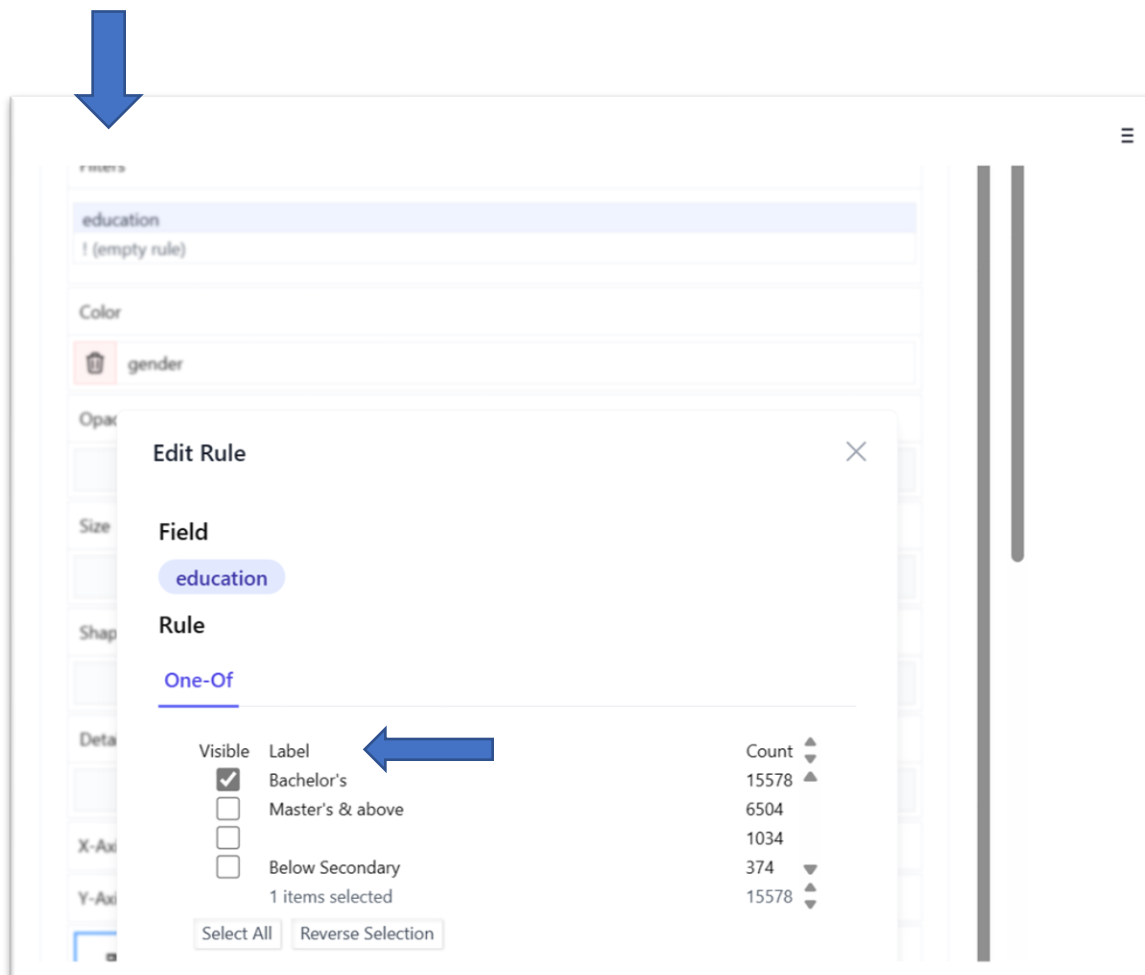 Filters
education
! (empty rule)
Color
gender
Opac
Edit Rule
Field
Size
education
Rule
Shap
One-Of
Deta
Visible Label Count
Bachelor's 15578
Master's & above 6504
1034
X-Axi
Below Secondary 374
1 items selected 15578
Y-Axi
Select All Reverse Selection